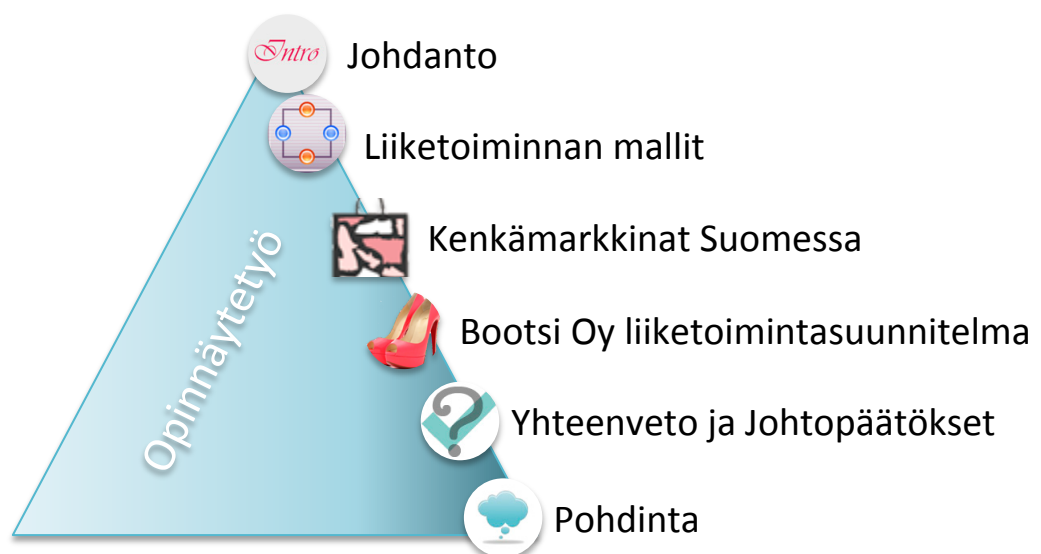 Intro
Johdanto
Liiketoiminnan mallit
Kenkämarkkinat Suomessa
Bootsi Oy liiketoimintasuunnitelma
Yhteenveto ja Johtopäätökset
Pohdinta
Opinnäytetyö